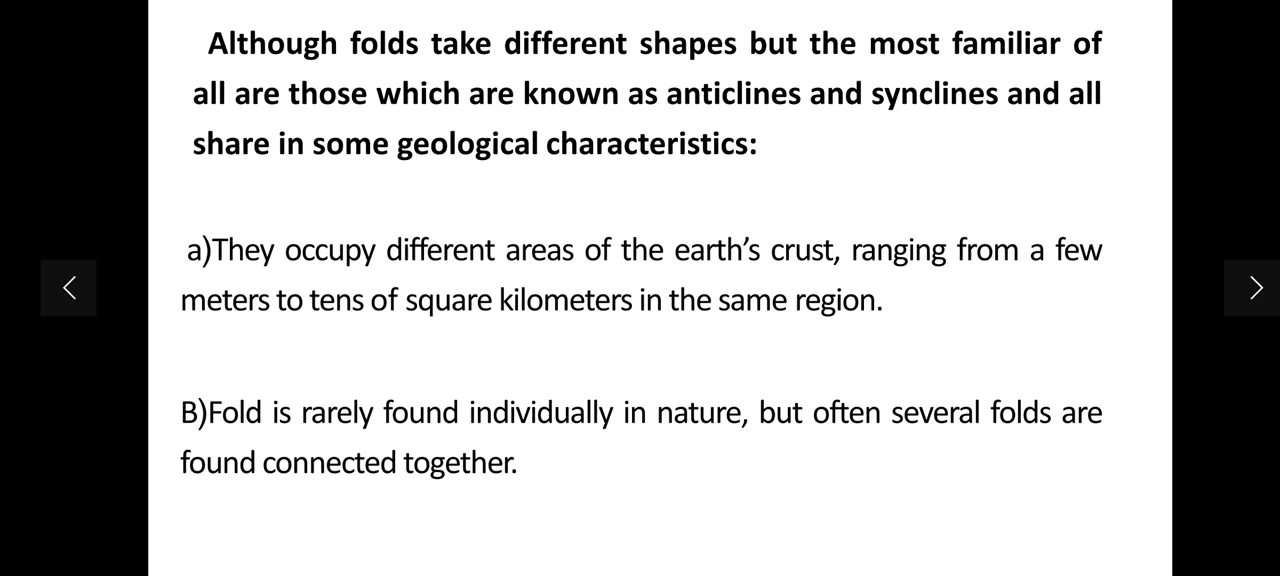 Although folds take different shapes but the most familiar of
all are those which are known as anticlines and synclines and all
share in some geological characteristics:
a)They occupy different areas of the earth’s crust, ranging from a few
meters to tens of square kilometers in the same region.
B)Fold is rarely found individually in nature, but often several folds are
found connected together.